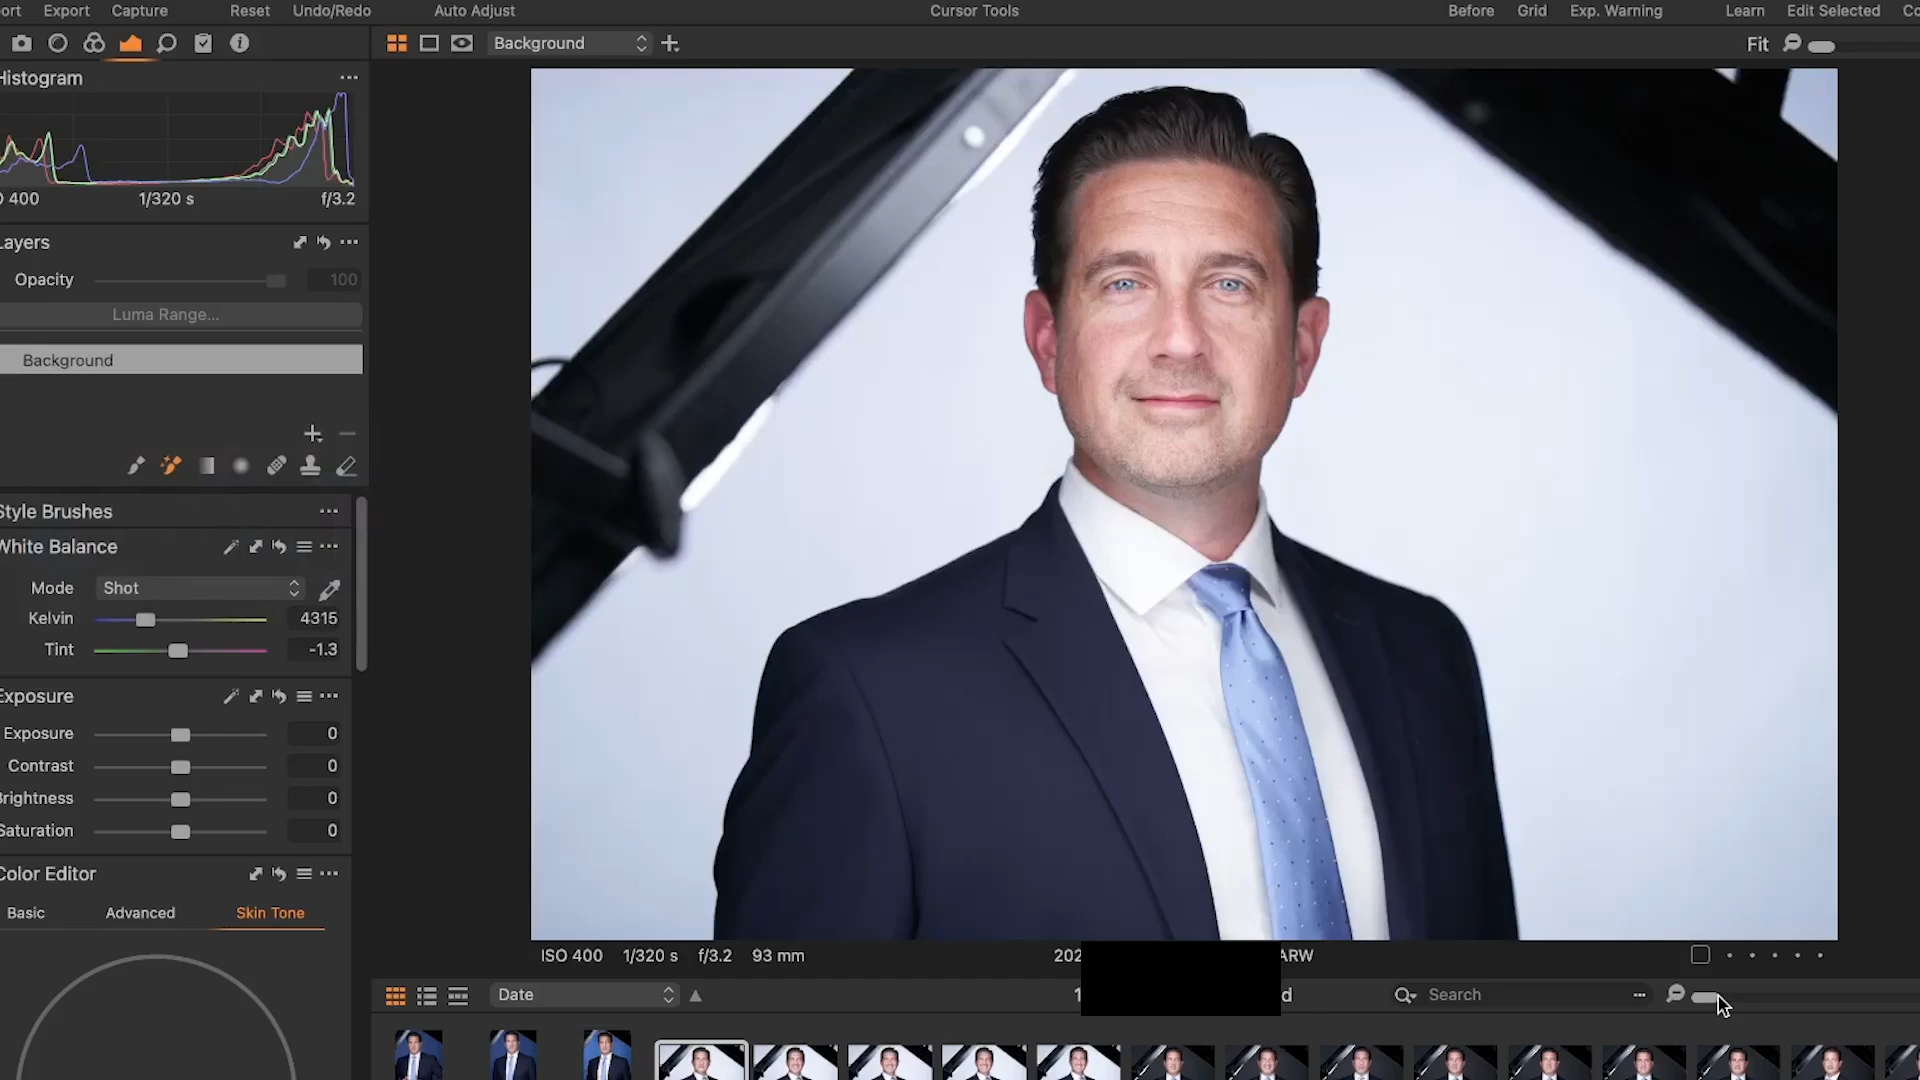 ort Export Capture Reset Undo/Redo Auto Adjust Cursor Tools Before Grid Exp. Warning Learn Edit Selected Co
Background
Fit
Histogram
O 400 1/320 s f/3.2
Layers
Opacity 100
Luma Range...
Background
Style Brushes
White Balance
Mode Shot
Kelvin 4315
Tint -1.3
Exposure
Exposure 0
Contrast 0
Brightness 0
Saturation 0
Color Editor
Basic Advanced Skin Tone
ISO 400 1/320 s f/3.2 93 mm 202 ARW
Date 1 d Search